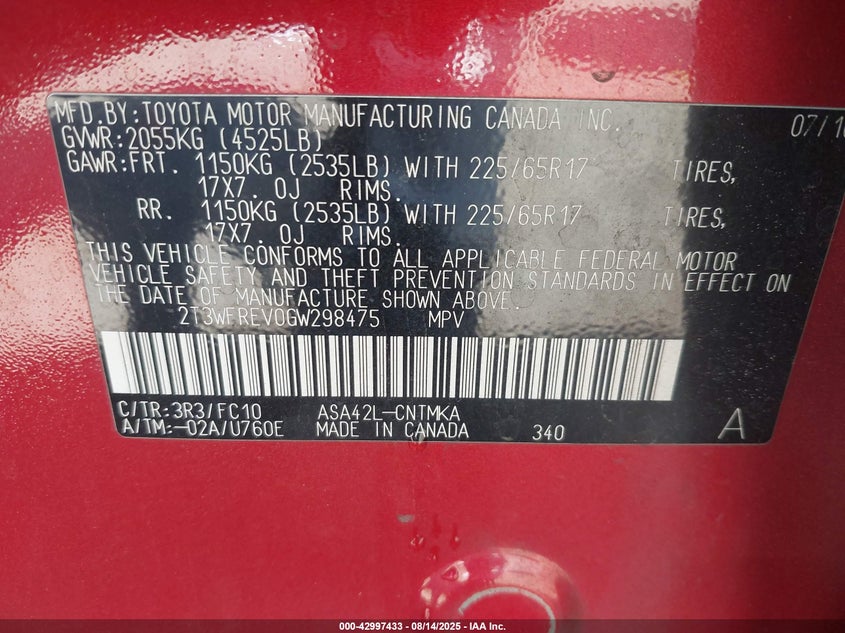 MFD.BY:TOYOTA MOTOR MANUFACTURING CANADA INC. 07/16
GVWR:2055KG (4525LB)
GAWR:FRT. 1150KG (2535LB) WITH 225/65R17 TIRES,
17X7.0J RIMS.
RR. 1150KG (2535LB) WITH 225/65R17 TIRES,
17X7.0J RIMS.
THIS VEHICLE CONFORMS TO ALL APPLICABLE FEDERAL MOTOR
VEHICLE SAFETY AND THEFT PREVENTION STANDARDS IN EFFECT ON
THE DATE OF MANUFACTURE SHOWN ABOVE.
2T3WFREV0GW298475 MPV
C/TR:3R3/FC10 ASA42L-CNTMKA
A/TM:-02A/U760E MADE IN CANADA 340 A
000-42997433 - 08/14/2025 - IAA Inc.